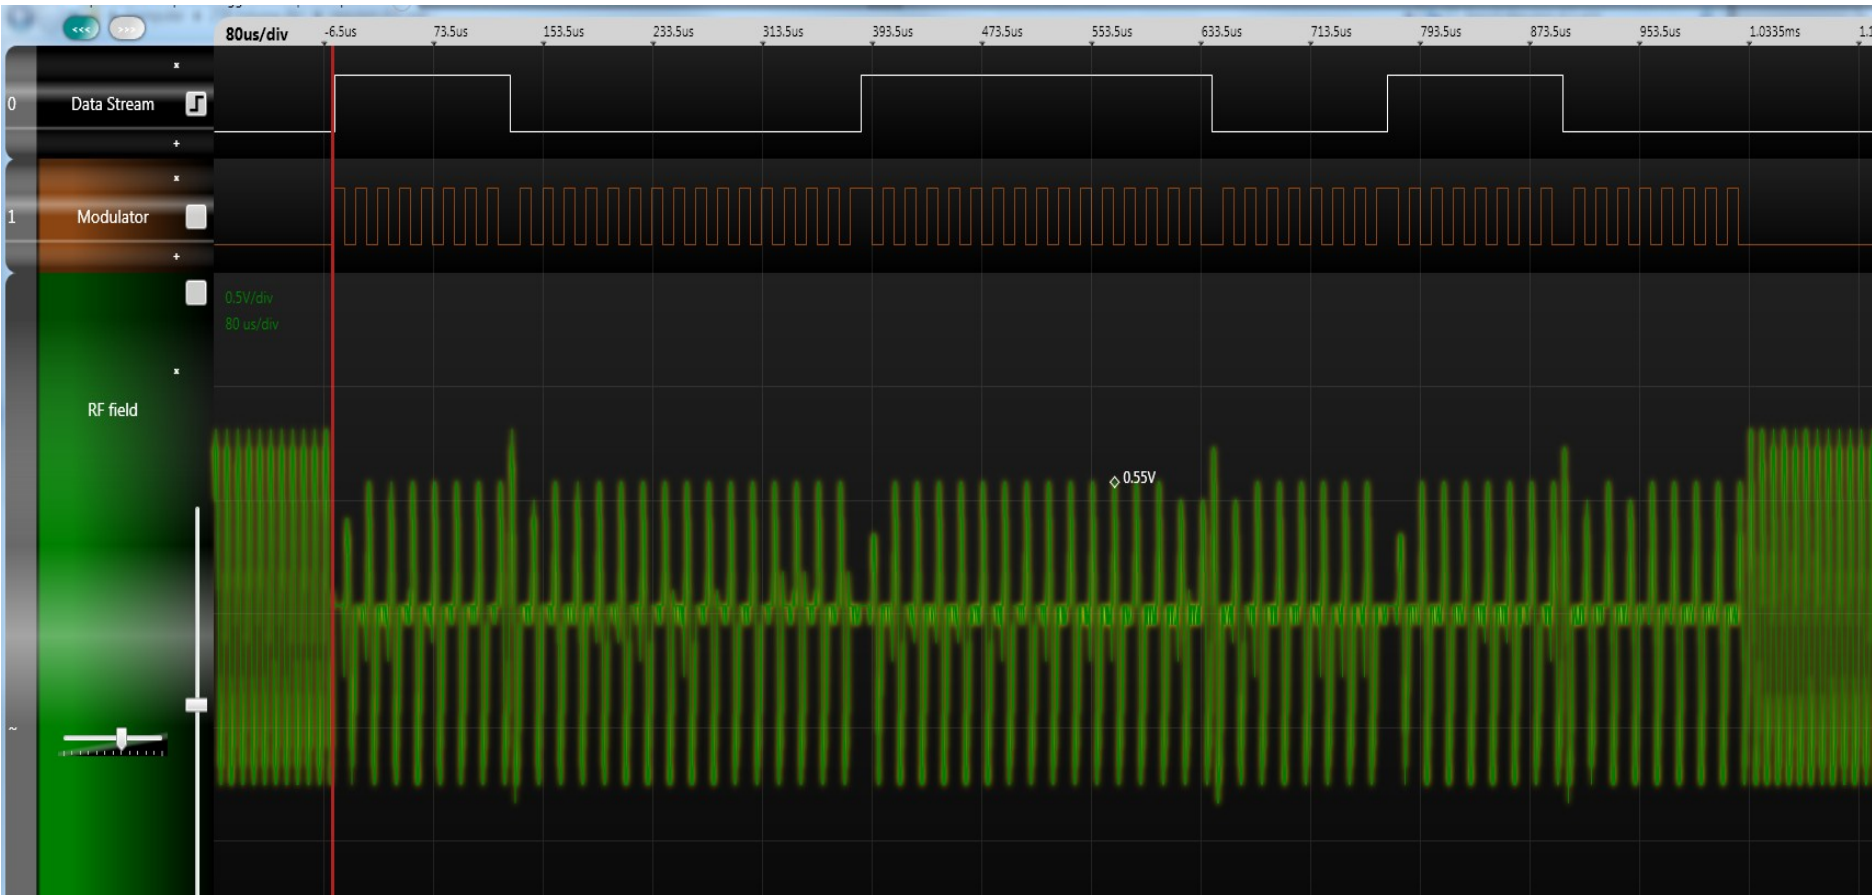 <<< >>>
80us/div -6.5us 73.5us 153.5us 233.5us 313.5us 393.5us 473.5us 553.5us 633.5us 713.5us 793.5us 873.5us 953.5us 1.0335ms
0 Data Stream
x
+
1 Modulator
x
+
0.5V/div
80 us/div
x
RF field
0.55V
~